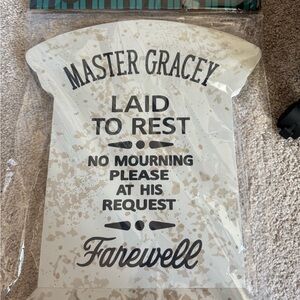 MASTER GRACEY
LAID
TO REST
NO MOURNING
PLEASE
AT HIS
REQUEST
Farewell